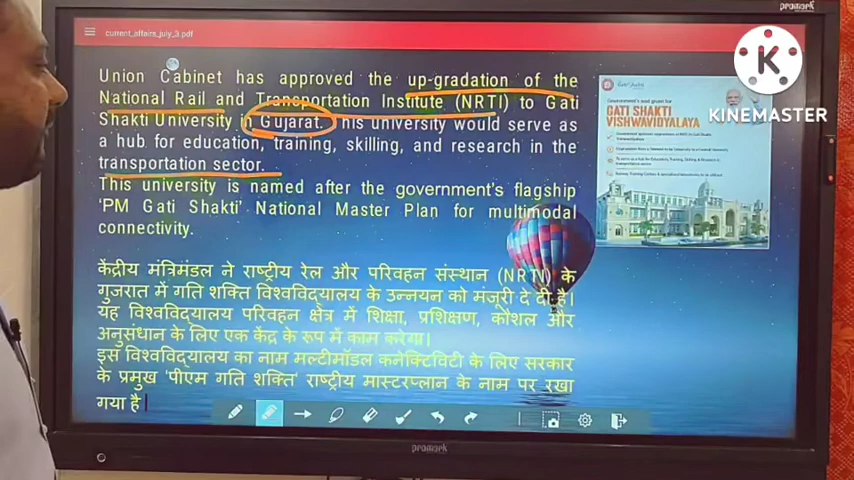 promark
current_affairs_july_3.pdf
Union Cabinet has approved the up-gradation of the
National Rail and Transportation Institute (NRTI) to Gati
Shakti University in Gujarat. This university would serve as
a hub for education, training, skilling, and research in the
transportation sector.
This university is named after the government's flagship
'PM Gati Shakti' National Master Plan for multimodal
connectivity.
केंद्रीय मंत्रिमंडल ने राष्ट्रीय रेल और परिवहन संस्थान (NRTI) के
गुजरात में गति शक्ति विश्वविद्यालय के उन्नयन को मंजूरी दे दी है।
यह विश्वविद्यालय परिवहन क्षेत्र में शिक्षा, प्रशिक्षण, कौशल और
अनुसंधान के लिए एक केंद्र के रूप में काम करेगा।
इस विश्वविद्यालय का नाम मल्टीमॉडल कनेक्टिविटी के लिए सरकार
के प्रमुख 'पीएम गति शक्ति' राष्ट्रीय मास्टरप्लान के नाम पर रखा
गया है
GATI SHAKTI
VISHWAVIDYALAYA
K
KINEMASTER
promark